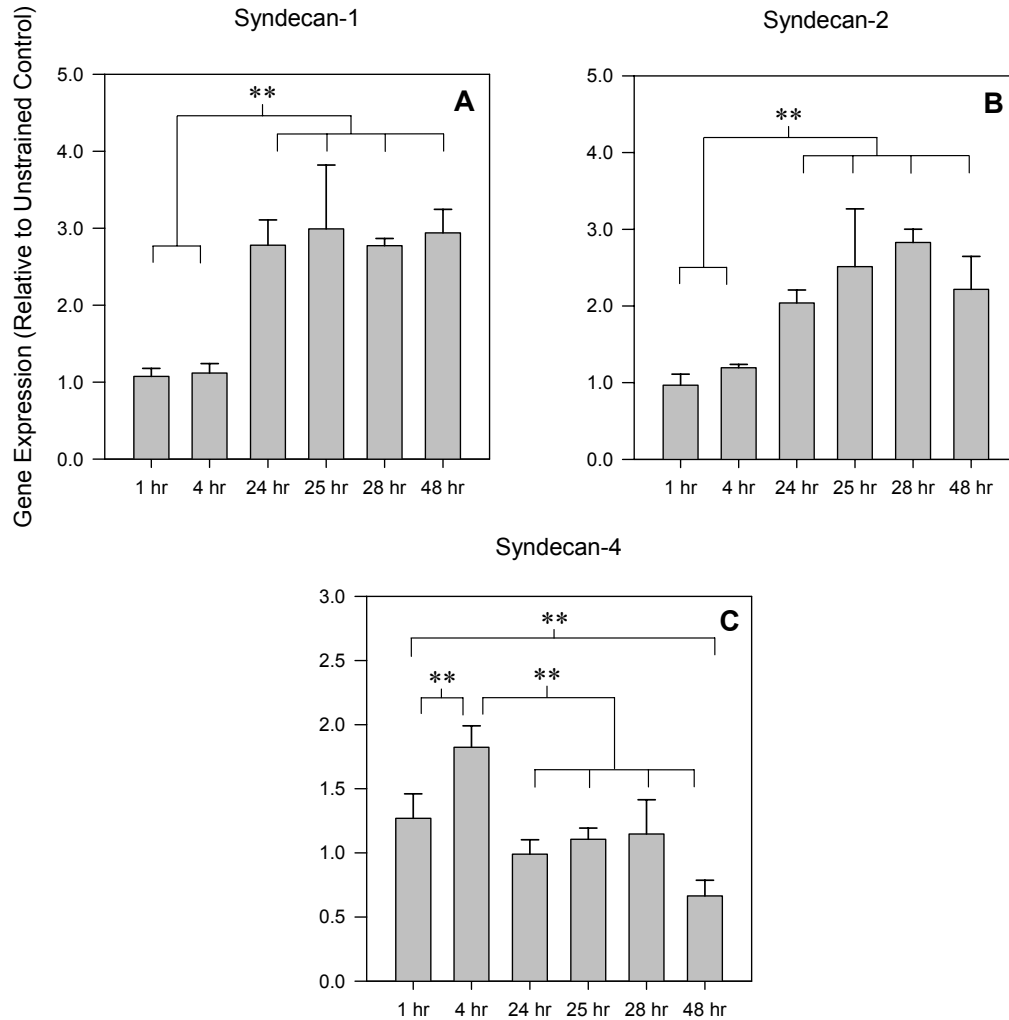 Syndecan-1
Syndecan-2
Gene Expression (Relative to Unstrained Control)
5.0
4.0
3.0
2.0
1.0
0.0
**
A
1 hr 4 hr 24 hr 25 hr 28 hr 48 hr
5.0
4.0
3.0
2.0
1.0
0.0
**
B
1 hr 4 hr 24 hr 25 hr 28 hr 48 hr
Syndecan-4
3.0
2.5
2.0
1.5
1.0
0.5
0.0
**
C
** **
1 hr 4 hr 24 hr 25 hr 28 hr 48 hr